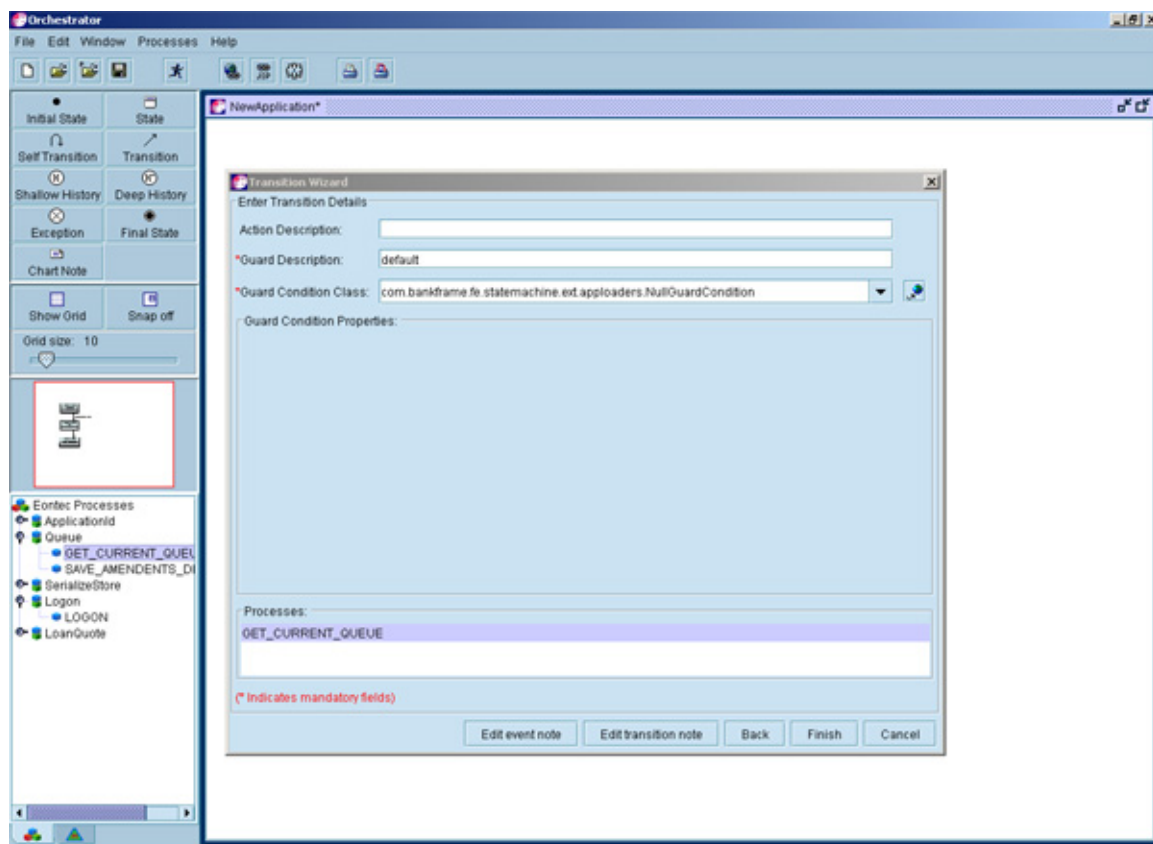 Orchestrator
File Edit Window Processes Help
Initial State State
Self Transition Transition
Shallow History Deep History
Exception Final State
Chart Note
Show Grid Snap off
Grid size: 10
Eontec Processes
ApplicationId
Queue
GET_CURRENT_QUEU
SAVE_AMENDENTS_DI
SerializeStore
Logon
LOGON
LoanQuote
NewApplication*
Transition Wizard
Enter Transition Details
Action Description:
*Guard Description: default
*Guard Condition Class: com.bankframe.fe.statemachine.ext.apploaders.NullGuardCondition
Guard Condition Properties:
Processes:
GET_CURRENT_QUEUE
(* Indicates mandatory fields)
Edit event note Edit transition note Back Finish Cancel